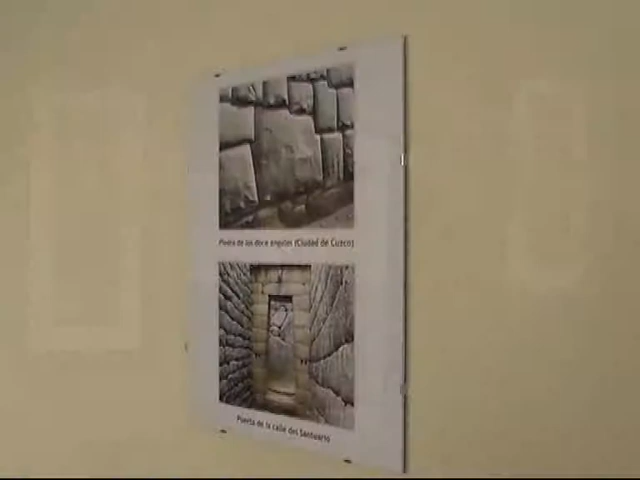 Piedra de los doce angulos (Ciudad de Cuzco)
Puerta de la calle del Santuario